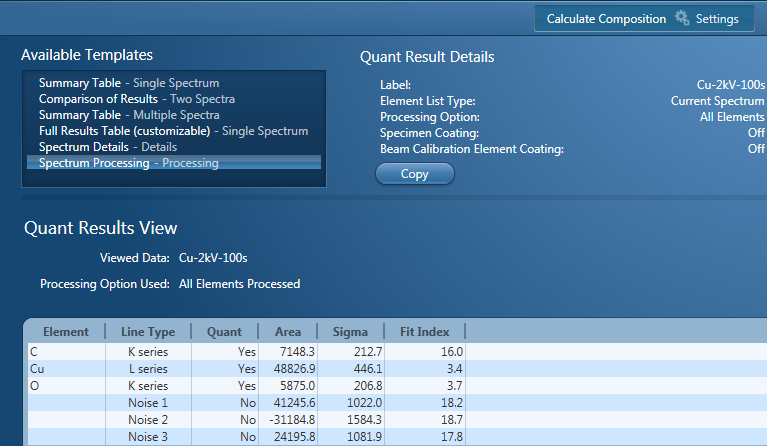 Calculate Composition Settings
Available Templates
Summary Table - Single Spectrum
Comparison of Results - Two Spectra
Summary Table - Multiple Spectra
Full Results Table (customizable) - Single Spectrum
Spectrum Details - Details
Spectrum Processing - Processing
Quant Result Details
Label: Cu-2kV-100s
Element List Type: Current Spectrum
Processing Option: All Elements
Specimen Coating: Off
Beam Calibration Element Coating: Off
Copy
Quant Results View
Viewed Data: Cu-2kV-100s
Processing Option Used: All Elements Processed
Element Line Type Quant Area Sigma Fit Index
C K series Yes 7148.3 212.7 16.0
Cu L series Yes 48826.9 446.1 3.4
O K series Yes 5875.0 206.8 3.7
Noise 1 No 41245.6 1022.0 18.2
Noise 2 No -31184.8 1584.3 18.7
Noise 3 No 24195.8 1081.9 17.8